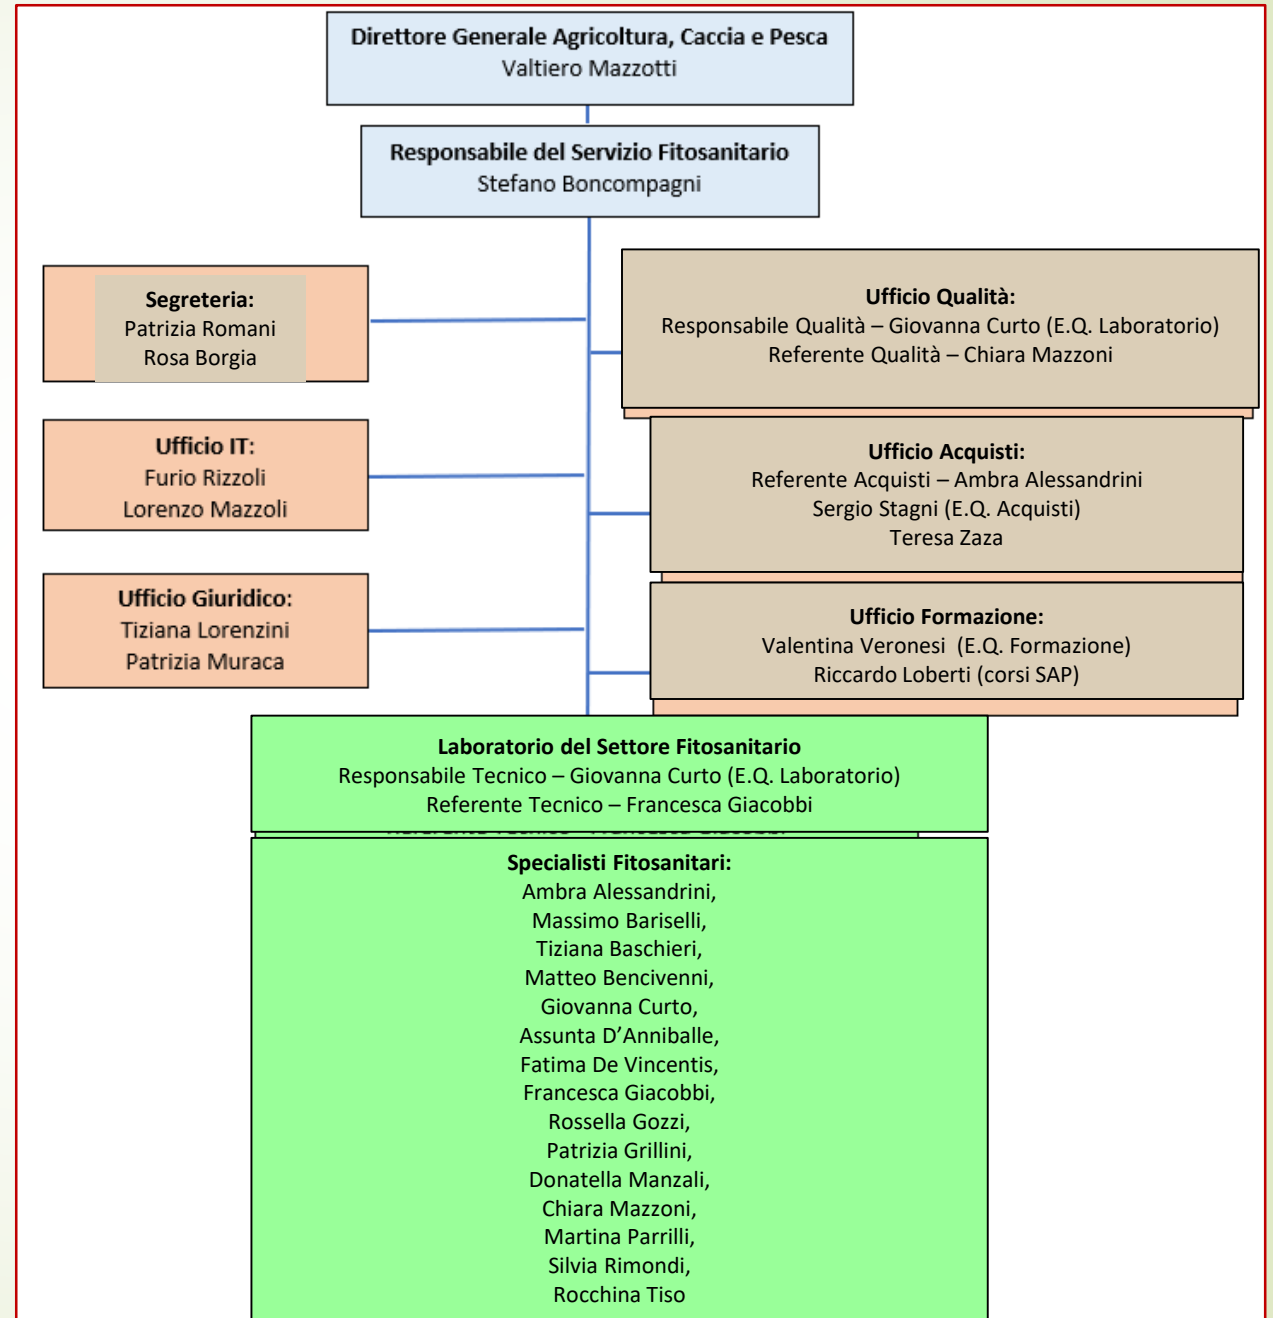 Direttore Generale Agricoltura, Caccia e Pesca
Valtiero Mazzotti
Responsabile del Servizio Fitosanitario
Stefano Boncompagni
Segreteria:
Patrizia Romani
Rosa Borgia
Ufficio Qualità:
Responsabile Qualità – Giovanna Curto (E.Q. Laboratorio)
Referente Qualità – Chiara Mazzoni
Ufficio IT:
Furio Rizzoli
Lorenzo Mazzoli
Ufficio Acquisti:
Referente Acquisti – Ambra Alessandrini
Sergio Stagni (E.Q. Acquisti)
Teresa Zaza
Ufficio Giuridico:
Tiziana Lorenzini
Patrizia Muraca
Ufficio Formazione:
Valentina Veronesi  (E.Q. Formazione)
Riccardo Loberti (corsi SAP)
Laboratorio del Settore Fitosanitario
Responsabile Tecnico – Giovanna Curto (E.Q. Laboratorio)
Referente Tecnico – Francesca Giacobbi
Specialisti Fitosanitari:
Ambra Alessandrini,
Massimo Bariselli,
Tiziana Baschieri,
Matteo Bencivenni,
Giovanna Curto,
Assunta D’Anniballe,
Fatima De Vincentis,
Francesca Giacobbi,
Rossella Gozzi,
Patrizia Grillini,
Donatella Manzali,
Chiara Mazzoni,
Martina Parrilli,
Silvia Rimondi,
Rocchina Tiso